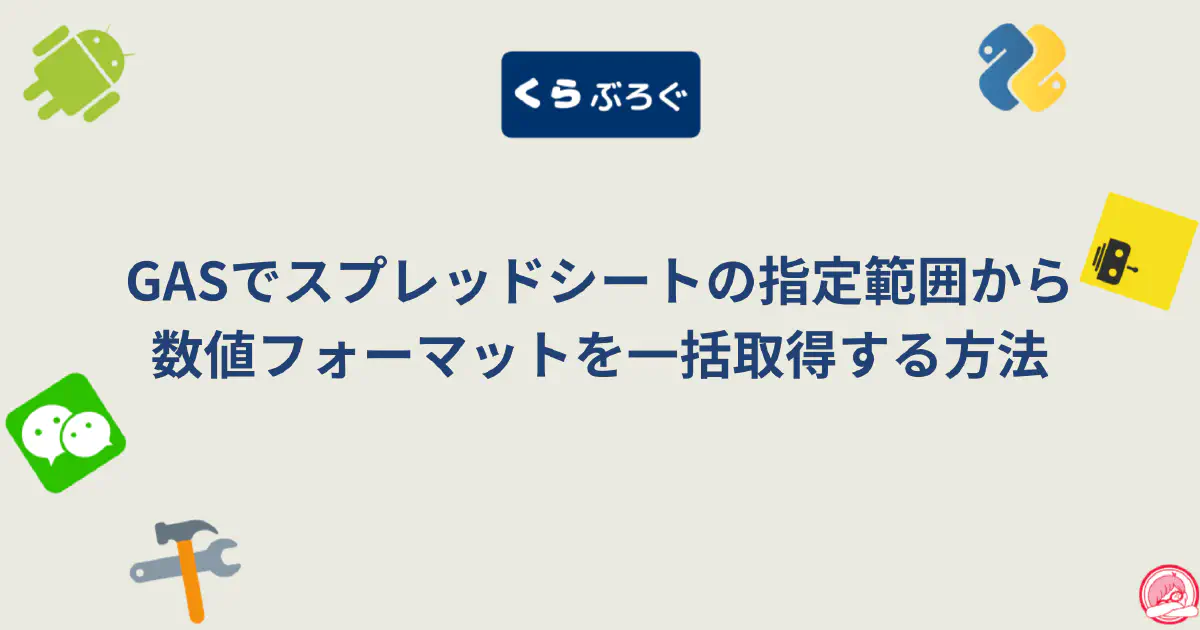 くらぶろぐ
GASでスプレッドシートの指定範囲から
数値フォーマットを一括取得する方法